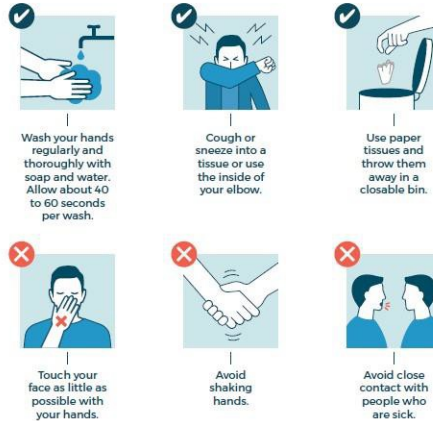 Wash your hands
regularly and
thoroughly with
soap and water.
Allow about 40
to 60 seconds
per wash.
Cough or
sneeze into a
tissue or use
the inside of
your elbow.
Use paper
tissues and
throw them
away in a
closable bin.
Touch your
face as little as
possible with
your hands.
Avoid
shaking
hands.
Avoid close
contact with
people who
are sick.